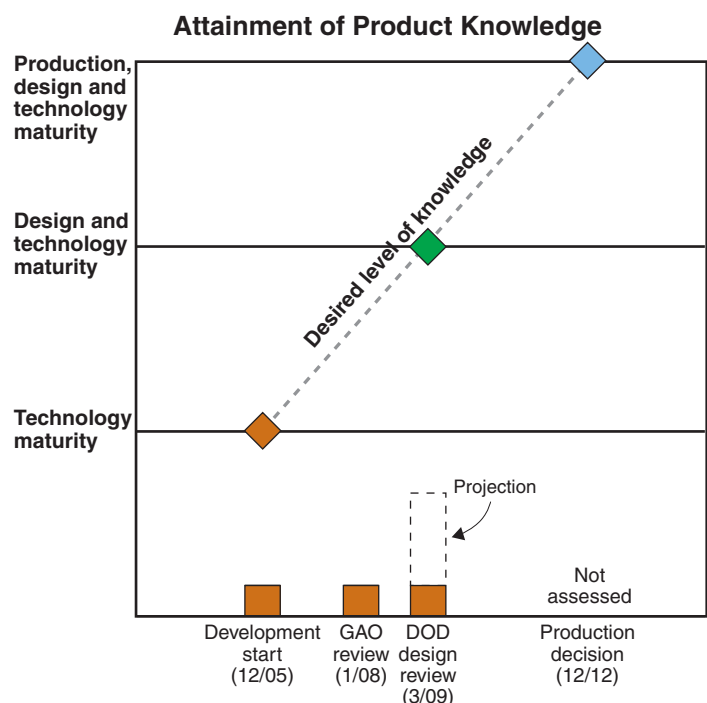 Attainment of Product Knowledge
Production,
design and
technology
maturity
Design and
technology
maturity
Technology
maturity
Desired level of knowledge
Projection
Not
assessed
Development
start
(12/05)
GAO
review
(1/08)
DOD
design
review
(3/09)
Production
decision
(12/12)